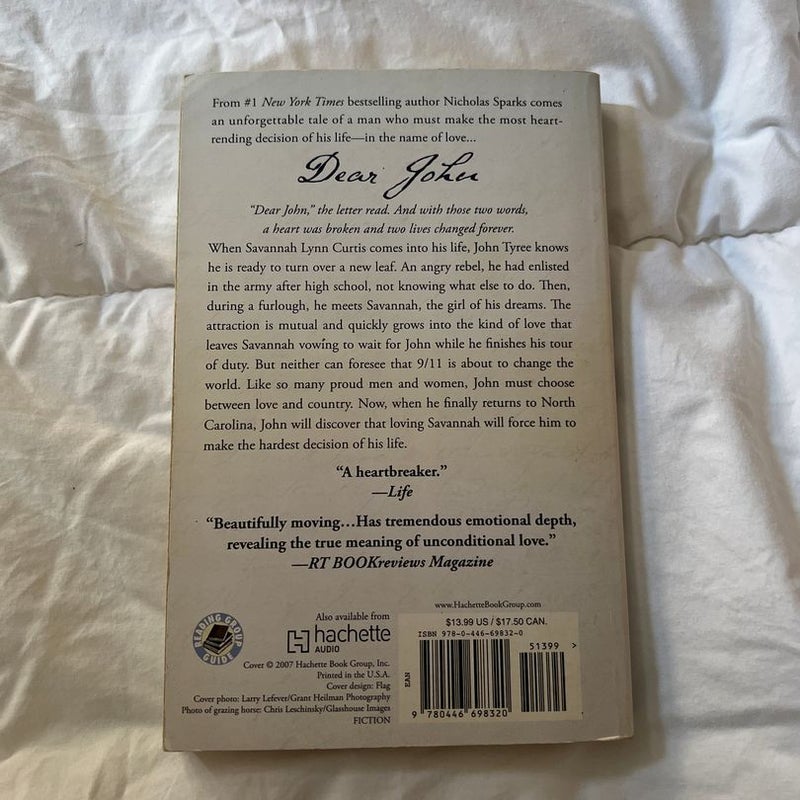 From #1 New York Times bestselling author Nicholas Sparks comes
an unforgettable tale of a man who must make the most heart-
rending decision of his life—in the name of love...
Dear John
"Dear John," the letter read. And with those two words,
a heart was broken and two lives changed forever.
When Savannah Lynn Curtis comes into his life, John Tyree knows
he is ready to turn over a new leaf. An angry rebel, he had enlisted
in the army after high school, not knowing what else to do. Then,
during a furlough, he meets Savannah, the girl of his dreams. The
attraction is mutual and quickly grows into the kind of love that
leaves Savannah vowing to wait for John while he finishes his tour
of duty. But neither can foresee that 9/11 is about to change the
world. Like so many proud men and women, John must choose
between love and country. Now, when he finally returns to North
Carolina, John will discover that loving Savannah will force him to
make the hardest decision of his life.
"A heartbreaker."
—Life
"Beautifully moving…Has tremendous emotional depth,
revealing the true meaning of unconditional love."
—RT BOOKreviews Magazine
READING GROUP GUIDE
Also available from
hachette
AUDIO
Cover © 2007 Hachette Book Group, Inc.
Printed in the U.S.A.
Cover design: Flag
Cover photo: Larry Lefever/Grant Heilman Photography
Photo of grazing horse: Chris Leschinsky/Glasshouse Images
FICTION
www.HachetteBookGroup.com
$13.99 US / $17.50 CAN.
ISBN 978-0-446-69832-0
51399 >
EAN
9 780446 698320